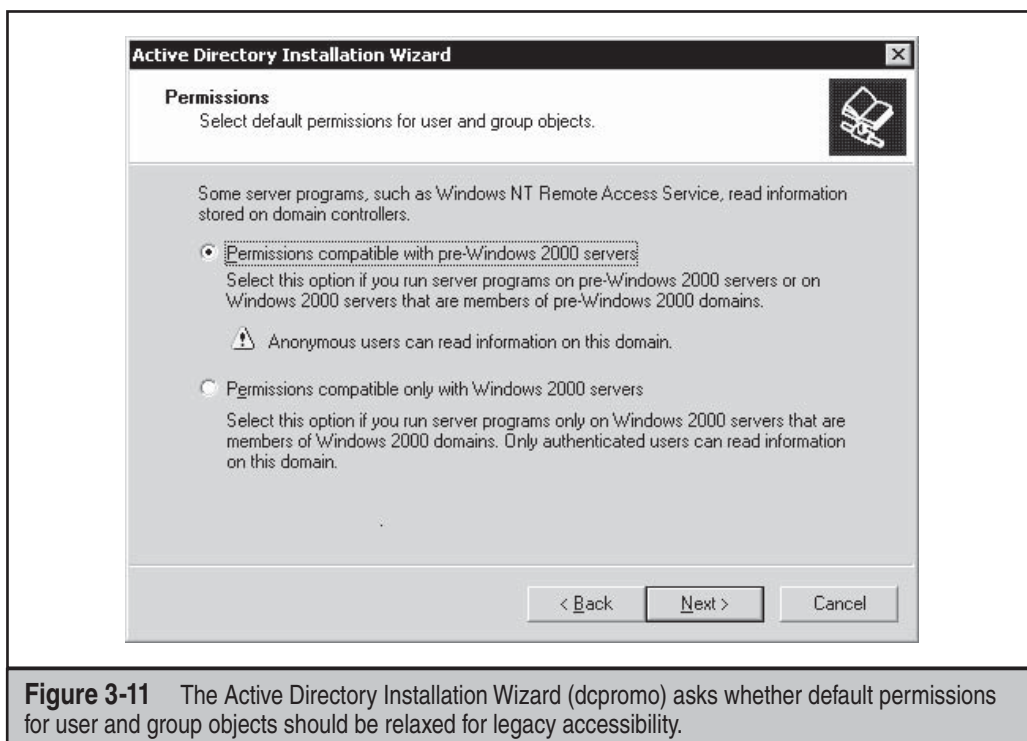 Active Directory Installation Wizard
Permissions
Select default permissions for user and group objects.
Some server programs, such as Windows NT Remote Access Service, read information
stored on domain controllers.
Permissions compatible with pre-Windows 2000 servers
Select this option if you run server programs on pre-Windows 2000 servers or on
Windows 2000 servers that are members of pre-Windows 2000 domains.
Anonymous users can read information on this domain.
Permissions compatible only with Windows 2000 servers
Select this option if you run server programs only on Windows 2000 servers that are
members of Windows 2000 domains. Only authenticated users can read information
on this domain.
< Back Next > Cancel
Figure 3-11 The Active Directory Installation Wizard (dcpromo) asks whether default permissions
for user and group objects should be relaxed for legacy accessibility.